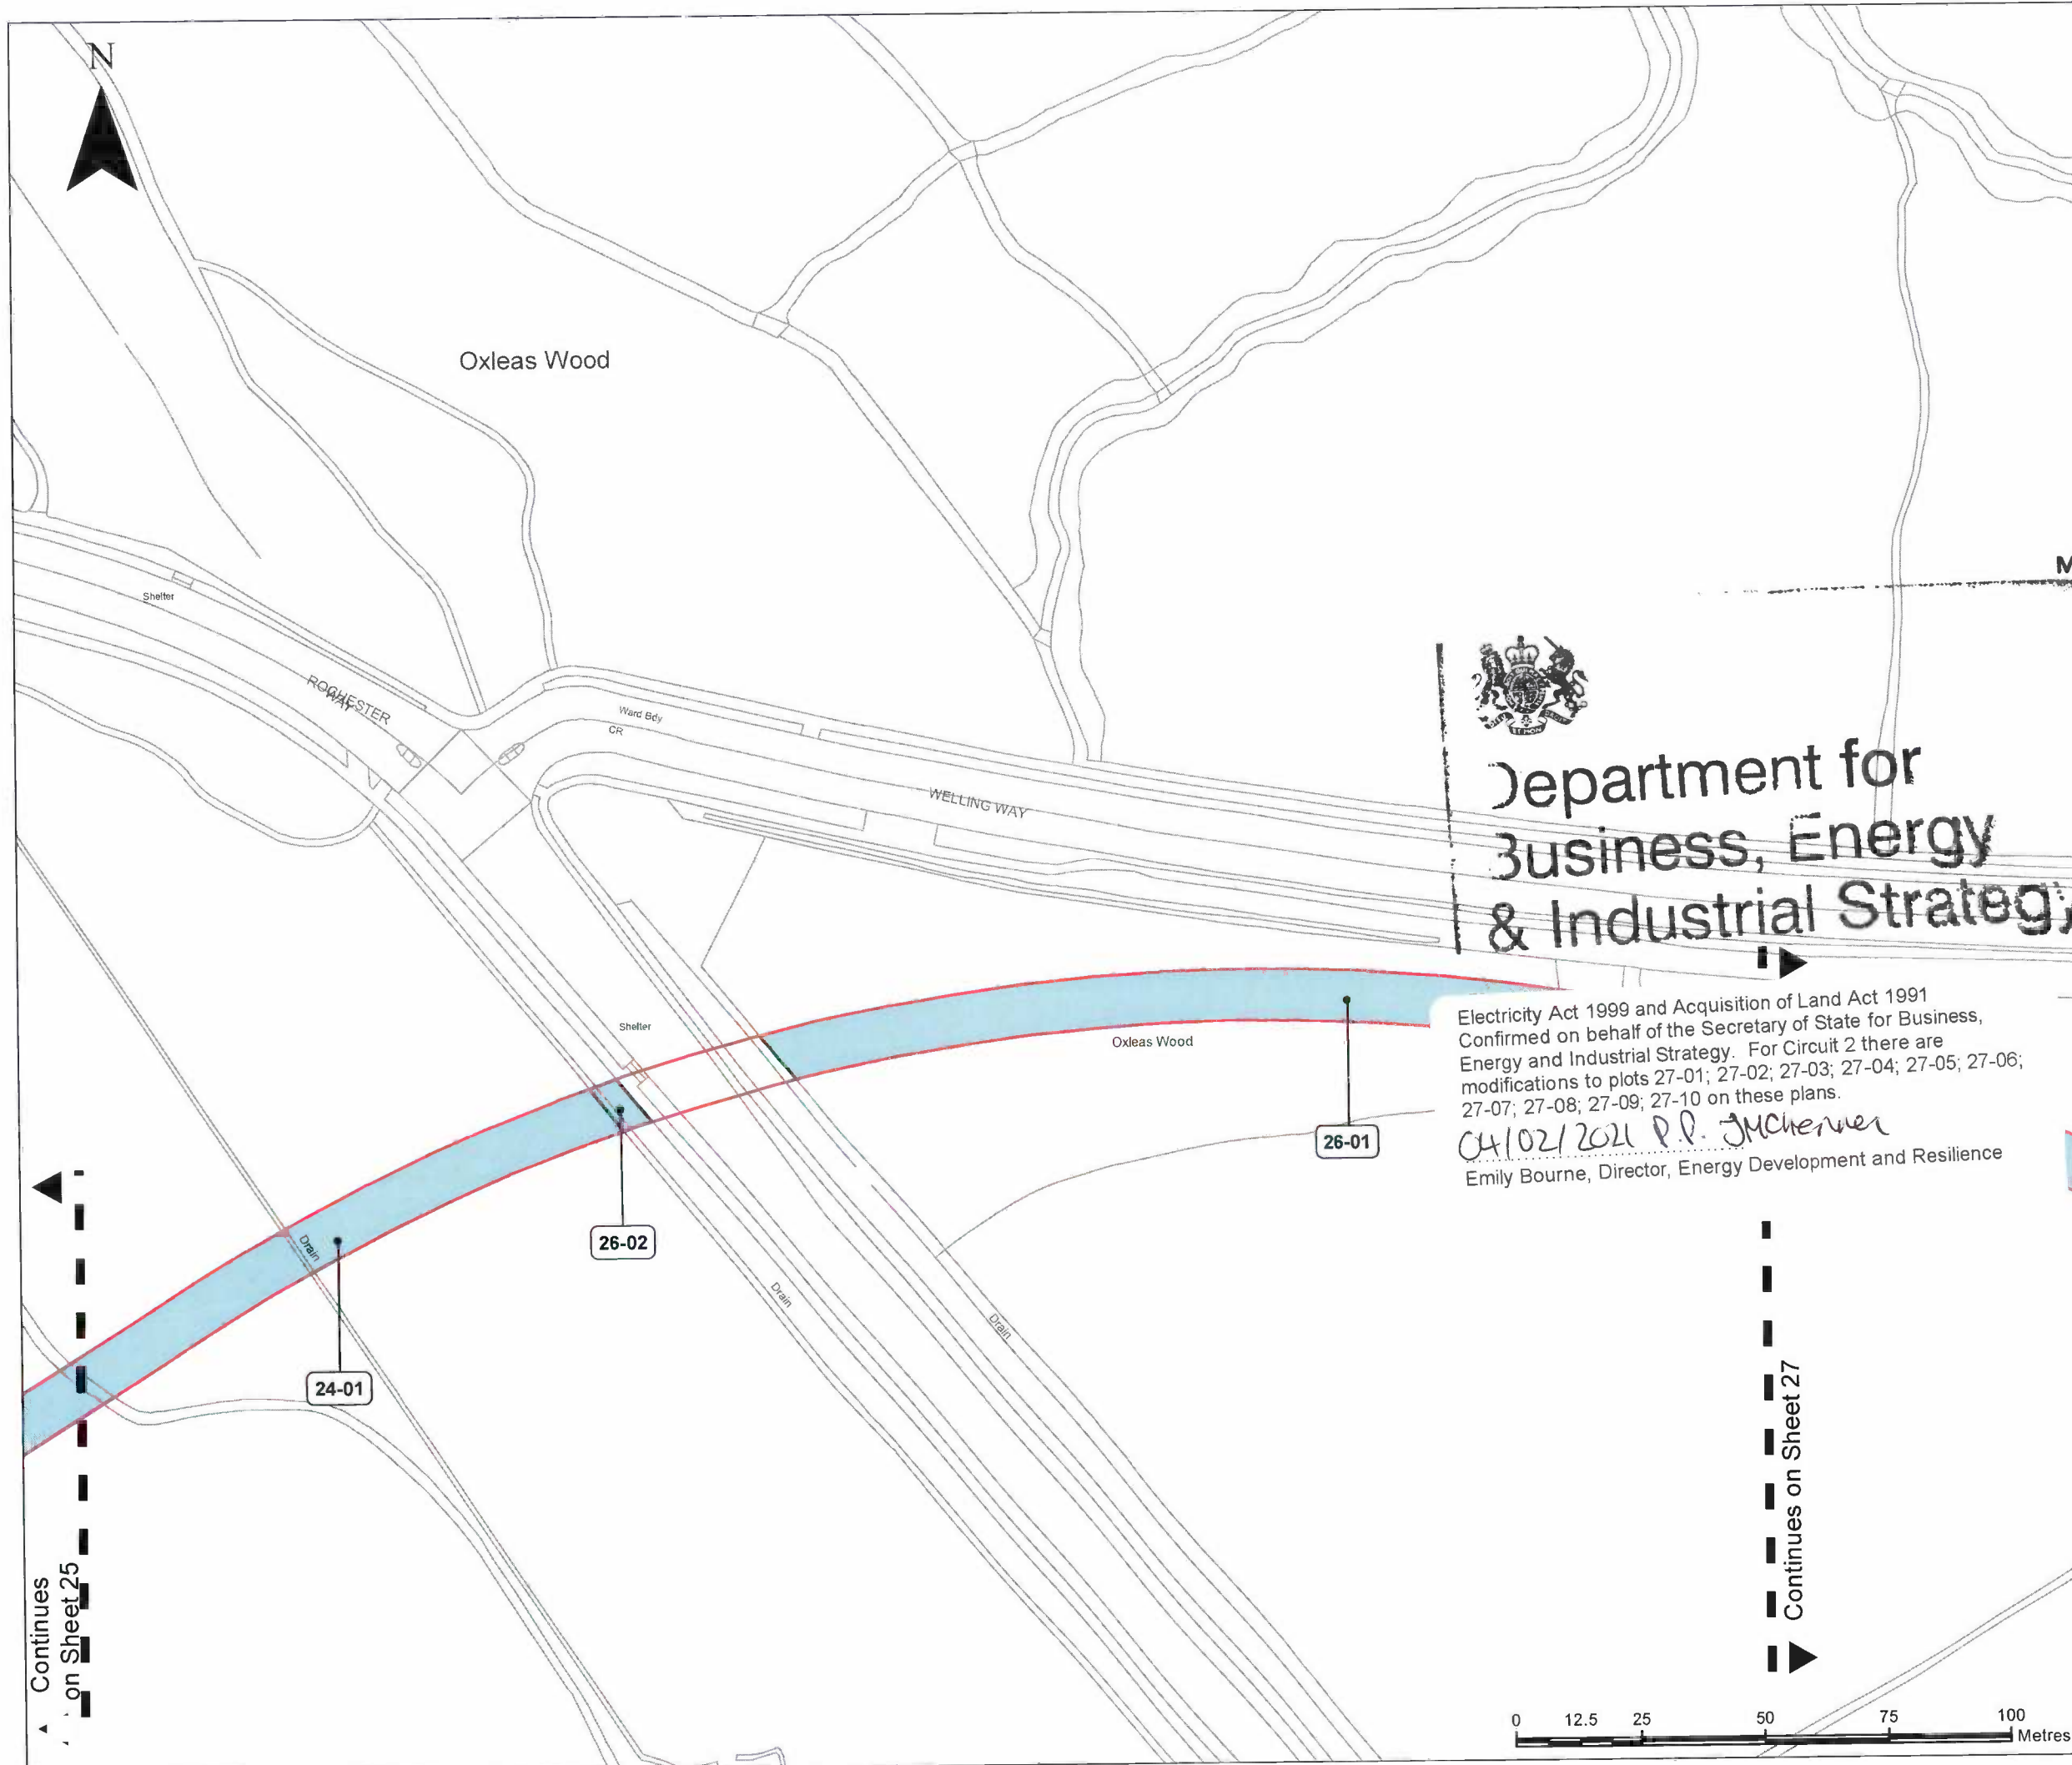 N
Oxleas Wood
M
Shelter
ROCHESTER
WAY
Ward Bdy
CR
WELLING WAY
Department for
Business, Energy
& Industrial Strategy
Electricity Act 1999 and Acquisition of Land Act 1991
Confirmed on behalf of the Secretary of State for Business,
Energy and Industrial Strategy. For Circuit 2 there are
modifications to plots 27-01; 27-02; 27-03; 27-04; 27-05; 27-06;
27-07; 27-08; 27-09; 27-10 on these plans.
04/02/2021 P.P.
Emily Bourne, Director, Energy Development and Resilience
Shelter
Oxleas Wood
26-01
26-02
Drain
24-01
Drain
Drain
Continues
on Sheet 25
Continues on Sheet 27
0 12.5 25 50 75 100
Metres